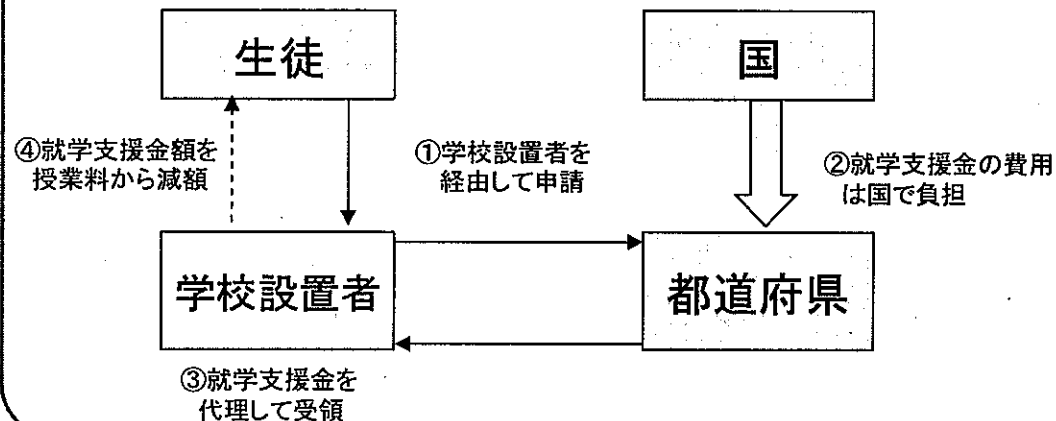 生徒
国
④就学支援金額を
授業料から減額
①学校設置者を
経由して申請
②就学支援金の費用
は国で負担
学校設置者
都道府県
③就学支援金を
代理して受領